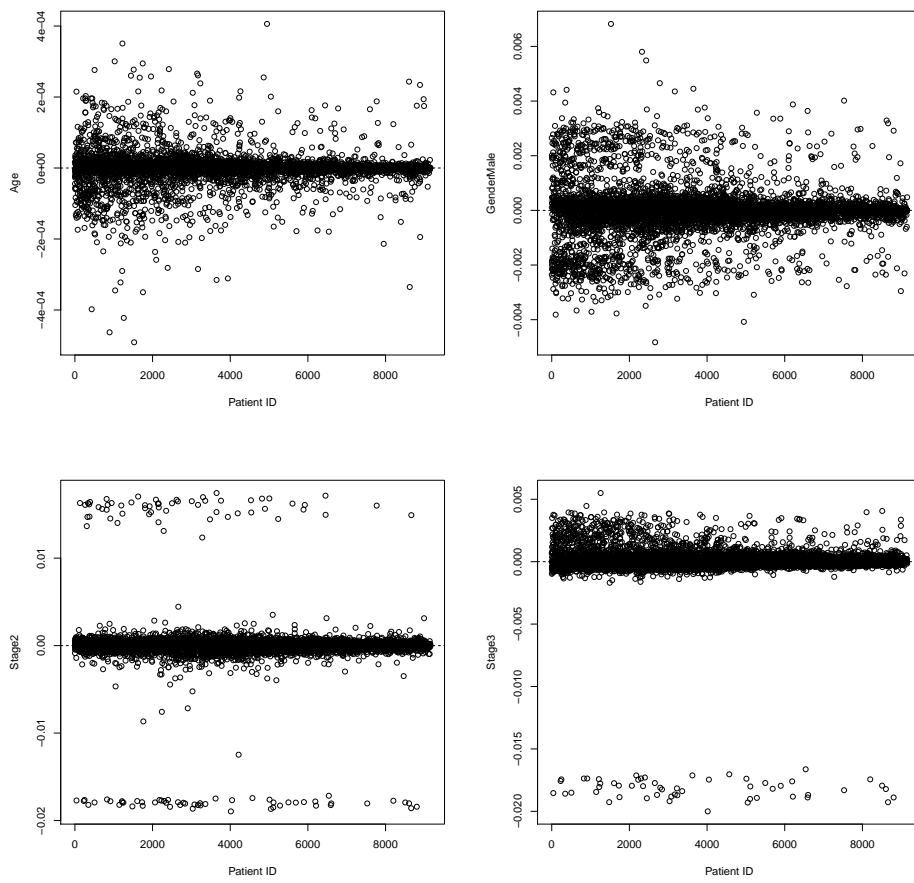 4e−04
2e−04
0e+00
−2e−04
−4e−04
Age
0 2000 4000 6000 8000
Patient ID
0.006
0.004
0.002
0.000
−0.002
−0.004
GenderMale
0 2000 4000 6000 8000
Patient ID
0.01
0.00
−0.01
−0.02
Stage2
0 2000 4000 6000 8000
Patient ID
0.005
0.000
−0.005
−0.010
−0.015
−0.020
Stage3
0 2000 4000 6000 8000
Patient ID